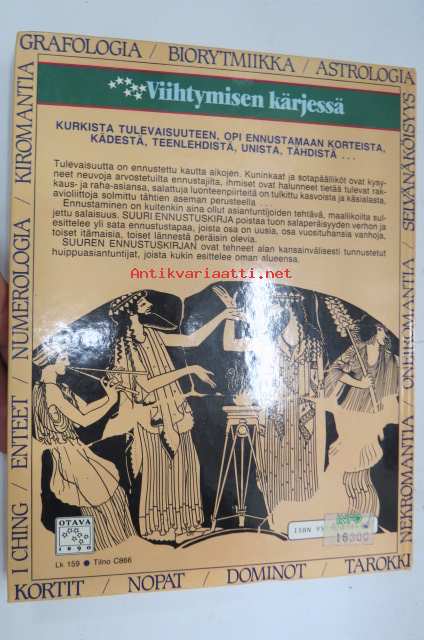 GRAFOLOGIA / BIORYTMIIKKA / ASTROLOGIA
Viihtymisen kärjessä
KURKISTA TULEVAISUUTEEN, OPI ENNUSTAMAAN KORTEISTA,
KÄDESTÄ, TEENLEHDISTÄ, UNISTA, TÄHDISTÄ . . .
Tulevaisuutta on ennustettu kautta aikojen. Kuninkaat ja sotapäälliköt ovat kysy-
neet neuvoja arvostetuilta ennustajilta, ihmiset ovat halunneet tietää tulevat rak-
kaus- ja raha-asiansa, salattuja luonteenpiirteitä on tulkittu kasvoista ja käsialasta,
avioliittoja solmittu tähtien aseman perusteella . . .
Ennustaminen on kuitenkin aina ollut asiantuntijoiden tehtävä, maallikoilta sul-
jettu salaisuus. SUURI ENNUSTUSKIRJA poistaa tuon salaperäisyyden verhon ja
esittelee yli sata ennustustapaa, joista osa on uusia, osa vuosituhansia vanhoja,
toiset itämaisia, toiset lännestä peräisin olevia.
SUUREN ENNUSTUSKIRJAN ovat tehneet alan kansainvälisesti tunnustetut
huippuasiantuntijat, joista kukin esittelee oman alueensa.
Antikvariaatti.net
I CHING / ENTEET / NUMEROLOGIA / KIROMANTIA
NEKROMANTIA / ONEIROMANTIA / SELVÄNÄKÖISYYS
OTAVA
1890
ISBN 95
16300
Lk 159 ● Tilno C866
KORTIT / NOPAT / DOMINOT / TAROKKI